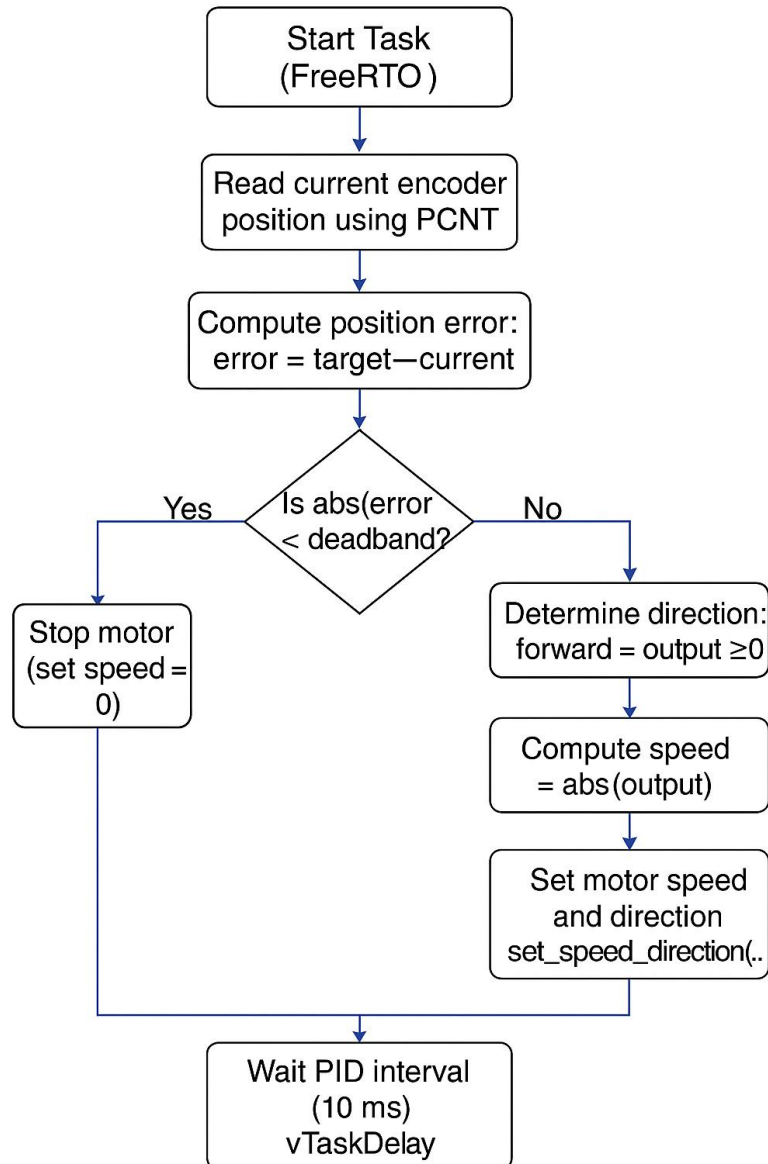 Start Task
(FreeRTO )
Read current encoder
position using PCNT
Compute position error:
error = target—current
Is abs(error
< deadband?
Yes
No
Stop motor
(set speed =
0)
Determine direction:
forward = output ≥0
Compute speed
= abs(output)
Set motor speed
and direction
set_speed_direction(..
Wait PID interval
(10 ms)
vTaskDelay